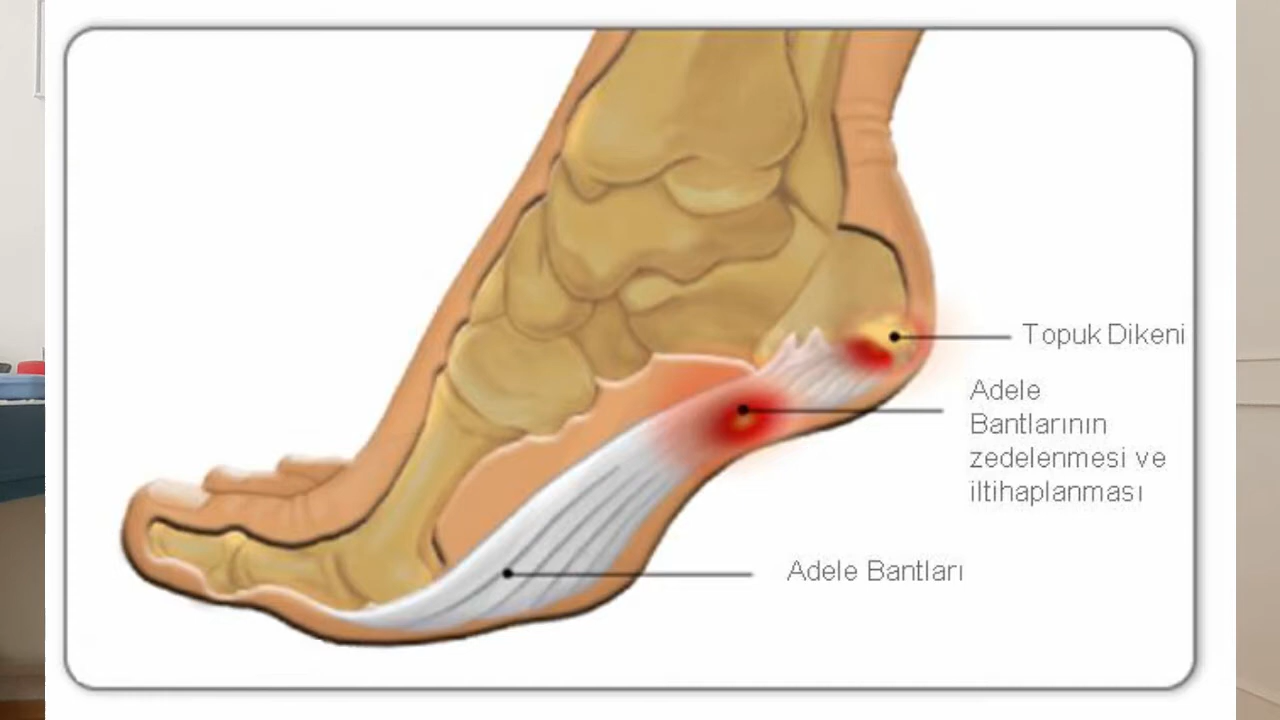 Topuk Dikeni
Adele
Bantlarının
zedelenmesi ve
iltihaplanması
Adele Bantları